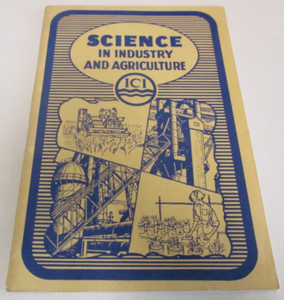 SCIENCE
IN INDUSTRY
AND AGRICULTURE
ICI